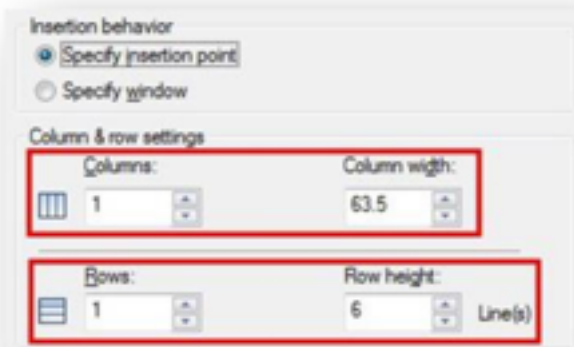 Insertion behavior
Specify insertion point
Specify window
Column & row settings
Columns: Column width:
1 63.5
Rows: Row height:
1 6 Line(s)